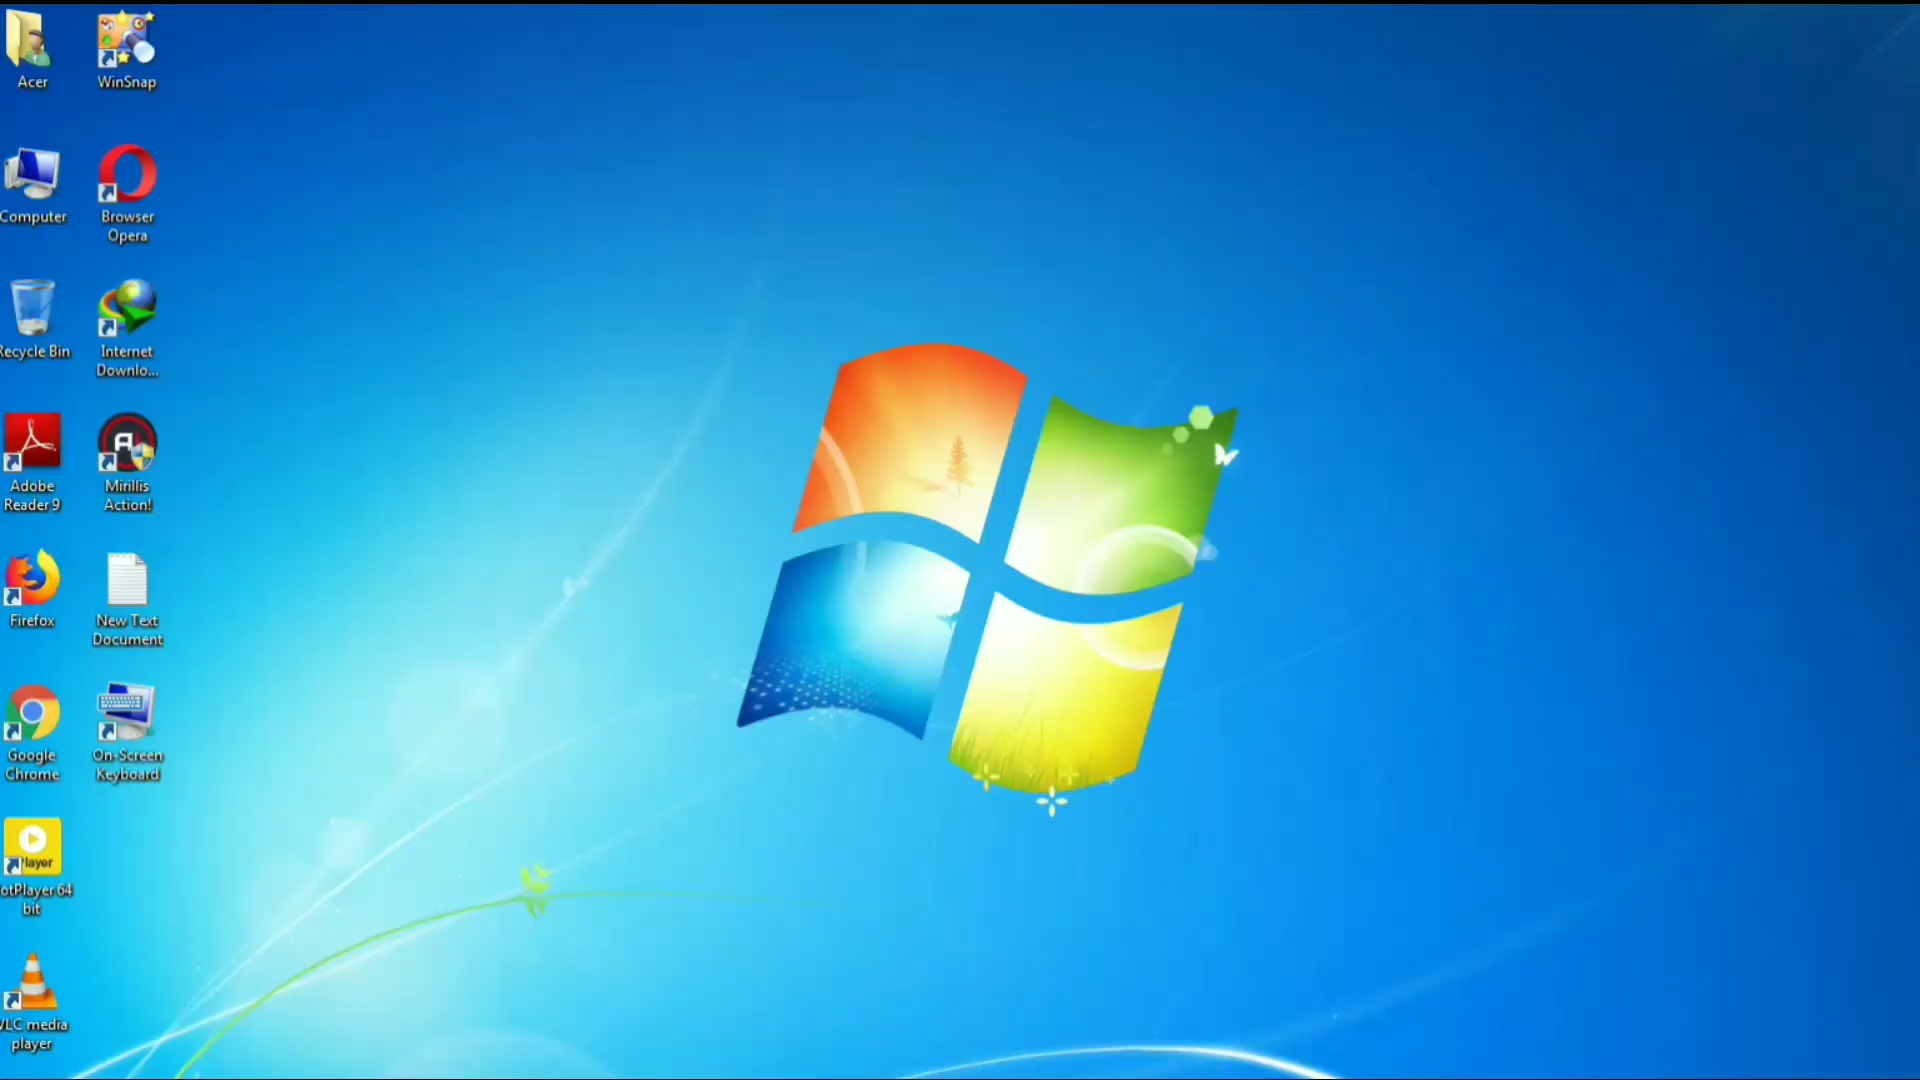 Acer
WinSnap
Computer
Browser
Opera
Recycle Bin
Internet
Downlo...
Adobe
Reader 9
Mirillis
Action!
Firefox
New Text
Document
Google
Chrome
On-Screen
Keyboard
Player
otPlayer 64
bit
VLC media
player